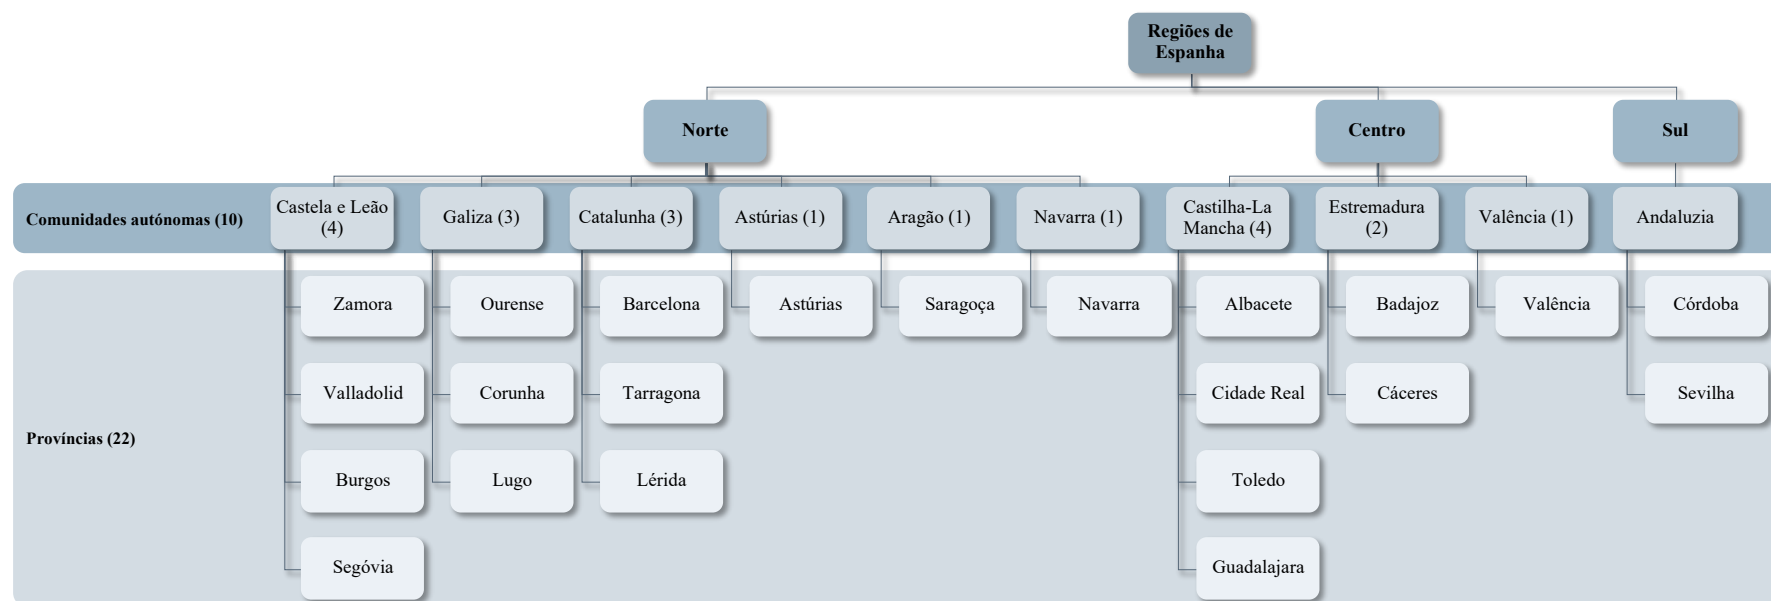 Regiões de
Espanha
Norte
Centro
Sul
Comunidades autónomas (10)
Castela e Leão
(4)
Galiza (3)
Catalunha (3)
Astúrias (1)
Aragão (1)
Navarra (1)
Castilha-La
Mancha (4)
Estremadura
(2)
Valência (1)
Andaluzia
Províncias (22)
Zamora
Ourense
Barcelona
Astúrias
Saragoça
Navarra
Albacete
Badajoz
Valência
Córdoba
Valladolid
Corunha
Tarragona
Cidade Real
Cáceres
Sevilha
Burgos
Lugo
Lérida
Toledo
Segóvia
Guadalajara